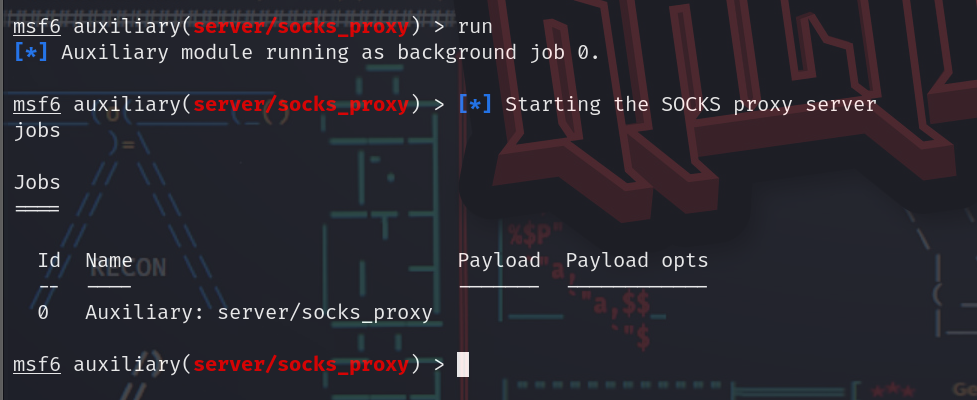 msf6 auxiliary(server/socks_proxy) > run
[*] Auxiliary module running as background job 0.
msf6 auxiliary(server/socks_proxy) > [*] Starting the SOCKS proxy server
jobs
Jobs
====
Id Name Payload Payload opts
-- ---- ------- ------------
0 Auxiliary: server/socks_proxy
RECON
msf6 auxiliary(server/socks_proxy) >